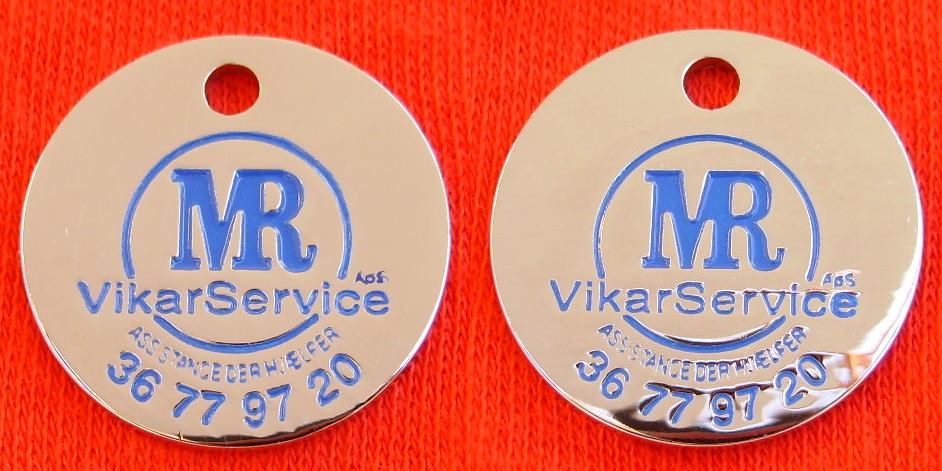 MR
ApS
VikarService
ASSISTANCE DER HJÆLPER
36 77 97 20
MR
ApS
VikarService
ASSISTANCE DER HJÆLPER
36 77 97 20